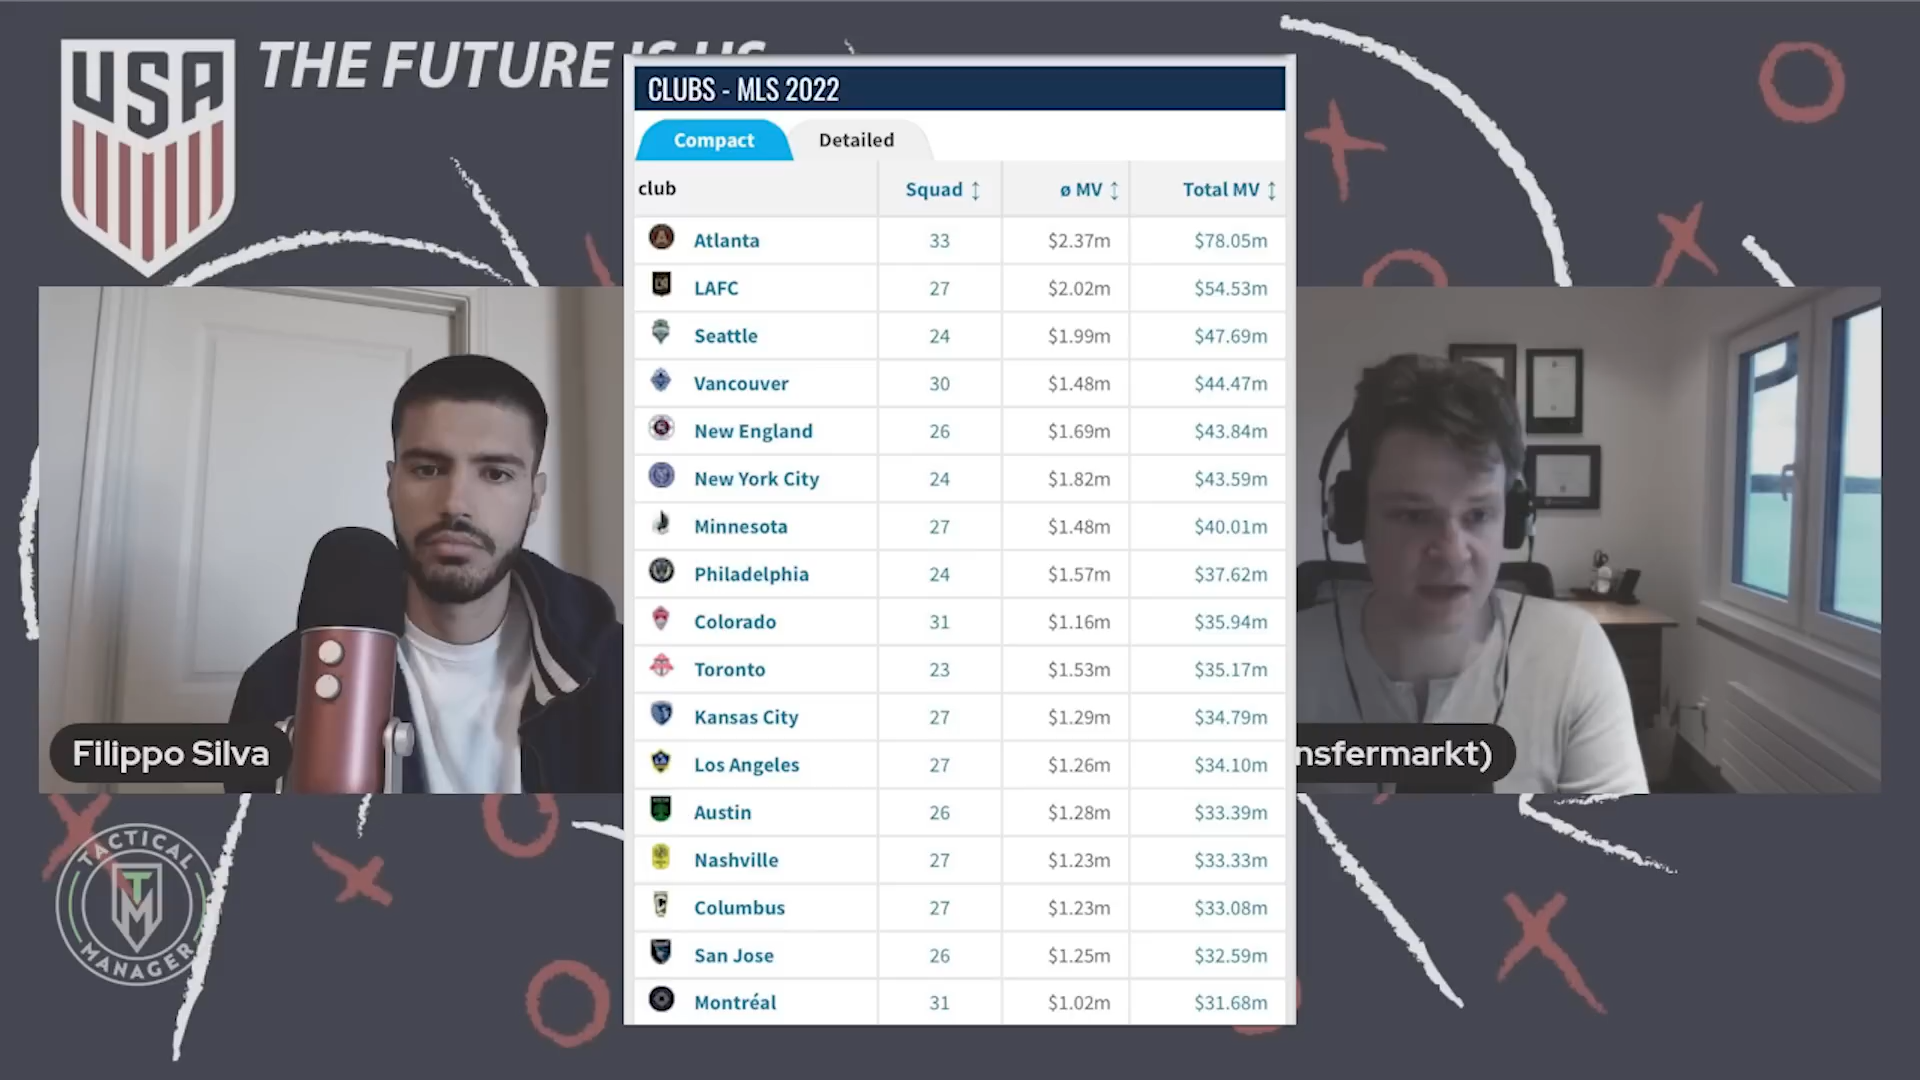 USA
THE FUTURE IS US
CLUBS - MLS 2022
Compact Detailed
club Squad ø MV Total MV
Atlanta 33 $2.37m $78.05m
LAFC 27 $2.02m $54.53m
Seattle 24 $1.99m $47.69m
Vancouver 30 $1.48m $44.47m
New England 26 $1.69m $43.84m
New York City 24 $1.82m $43.59m
Minnesota 27 $1.48m $40.01m
Philadelphia 24 $1.57m $37.62m
Colorado 31 $1.16m $35.94m
Toronto 23 $1.53m $35.17m
Kansas City 27 $1.29m $34.79m
Los Angeles 27 $1.26m $34.10m
Austin 26 $1.28m $33.39m
Nashville 27 $1.23m $33.33m
Columbus 27 $1.23m $33.08m
San Jose 26 $1.25m $32.59m
Montréal 31 $1.02m $31.68m
Filippo Silva
nsfermarkt)
TACTICAL
TM
MANAGER